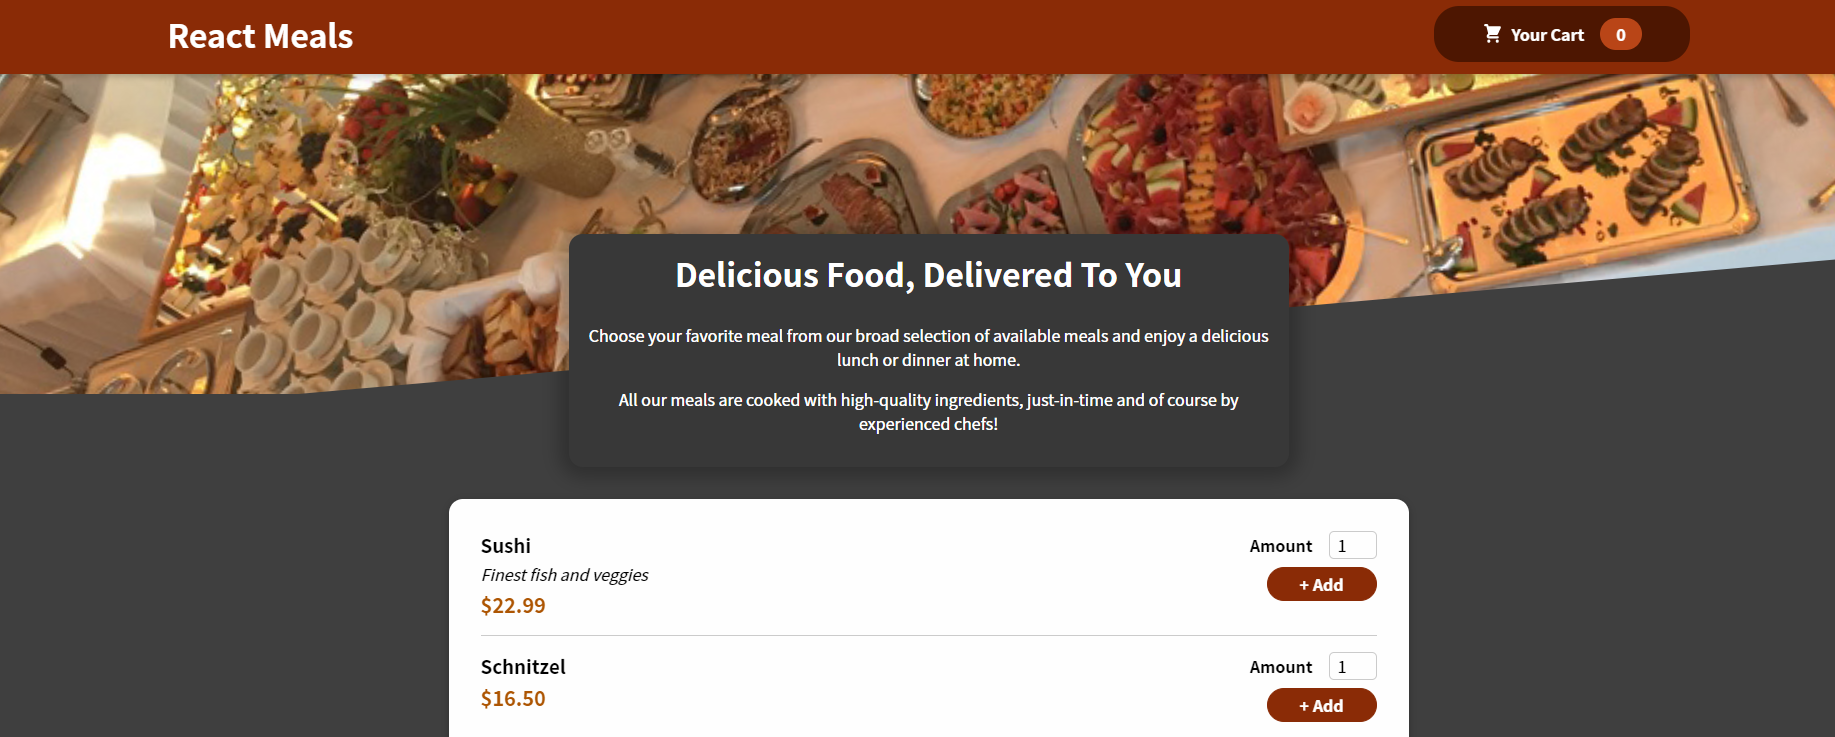 React Meals
Your Cart 0
Delicious Food, Delivered To You
Choose your favorite meal from our broad selection of available meals and enjoy a delicious
lunch or dinner at home.
All our meals are cooked with high-quality ingredients, just-in-time and of course by
experienced chefs!
Sushi
Finest fish and veggies
$22.99
Amount 1
+ Add
Schnitzel
$16.50
Amount 1
+ Add